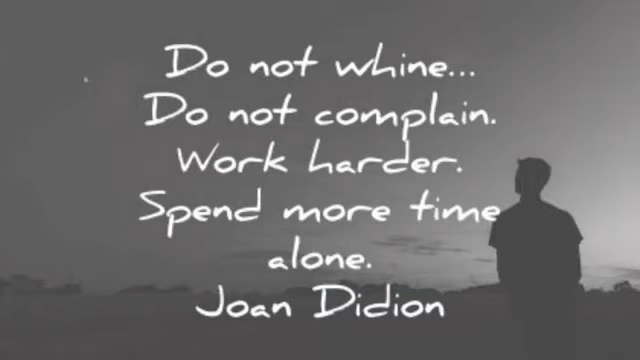 Do not whine...
Do not complain.
Work harder.
Spend more time
alone.
Joan Didion